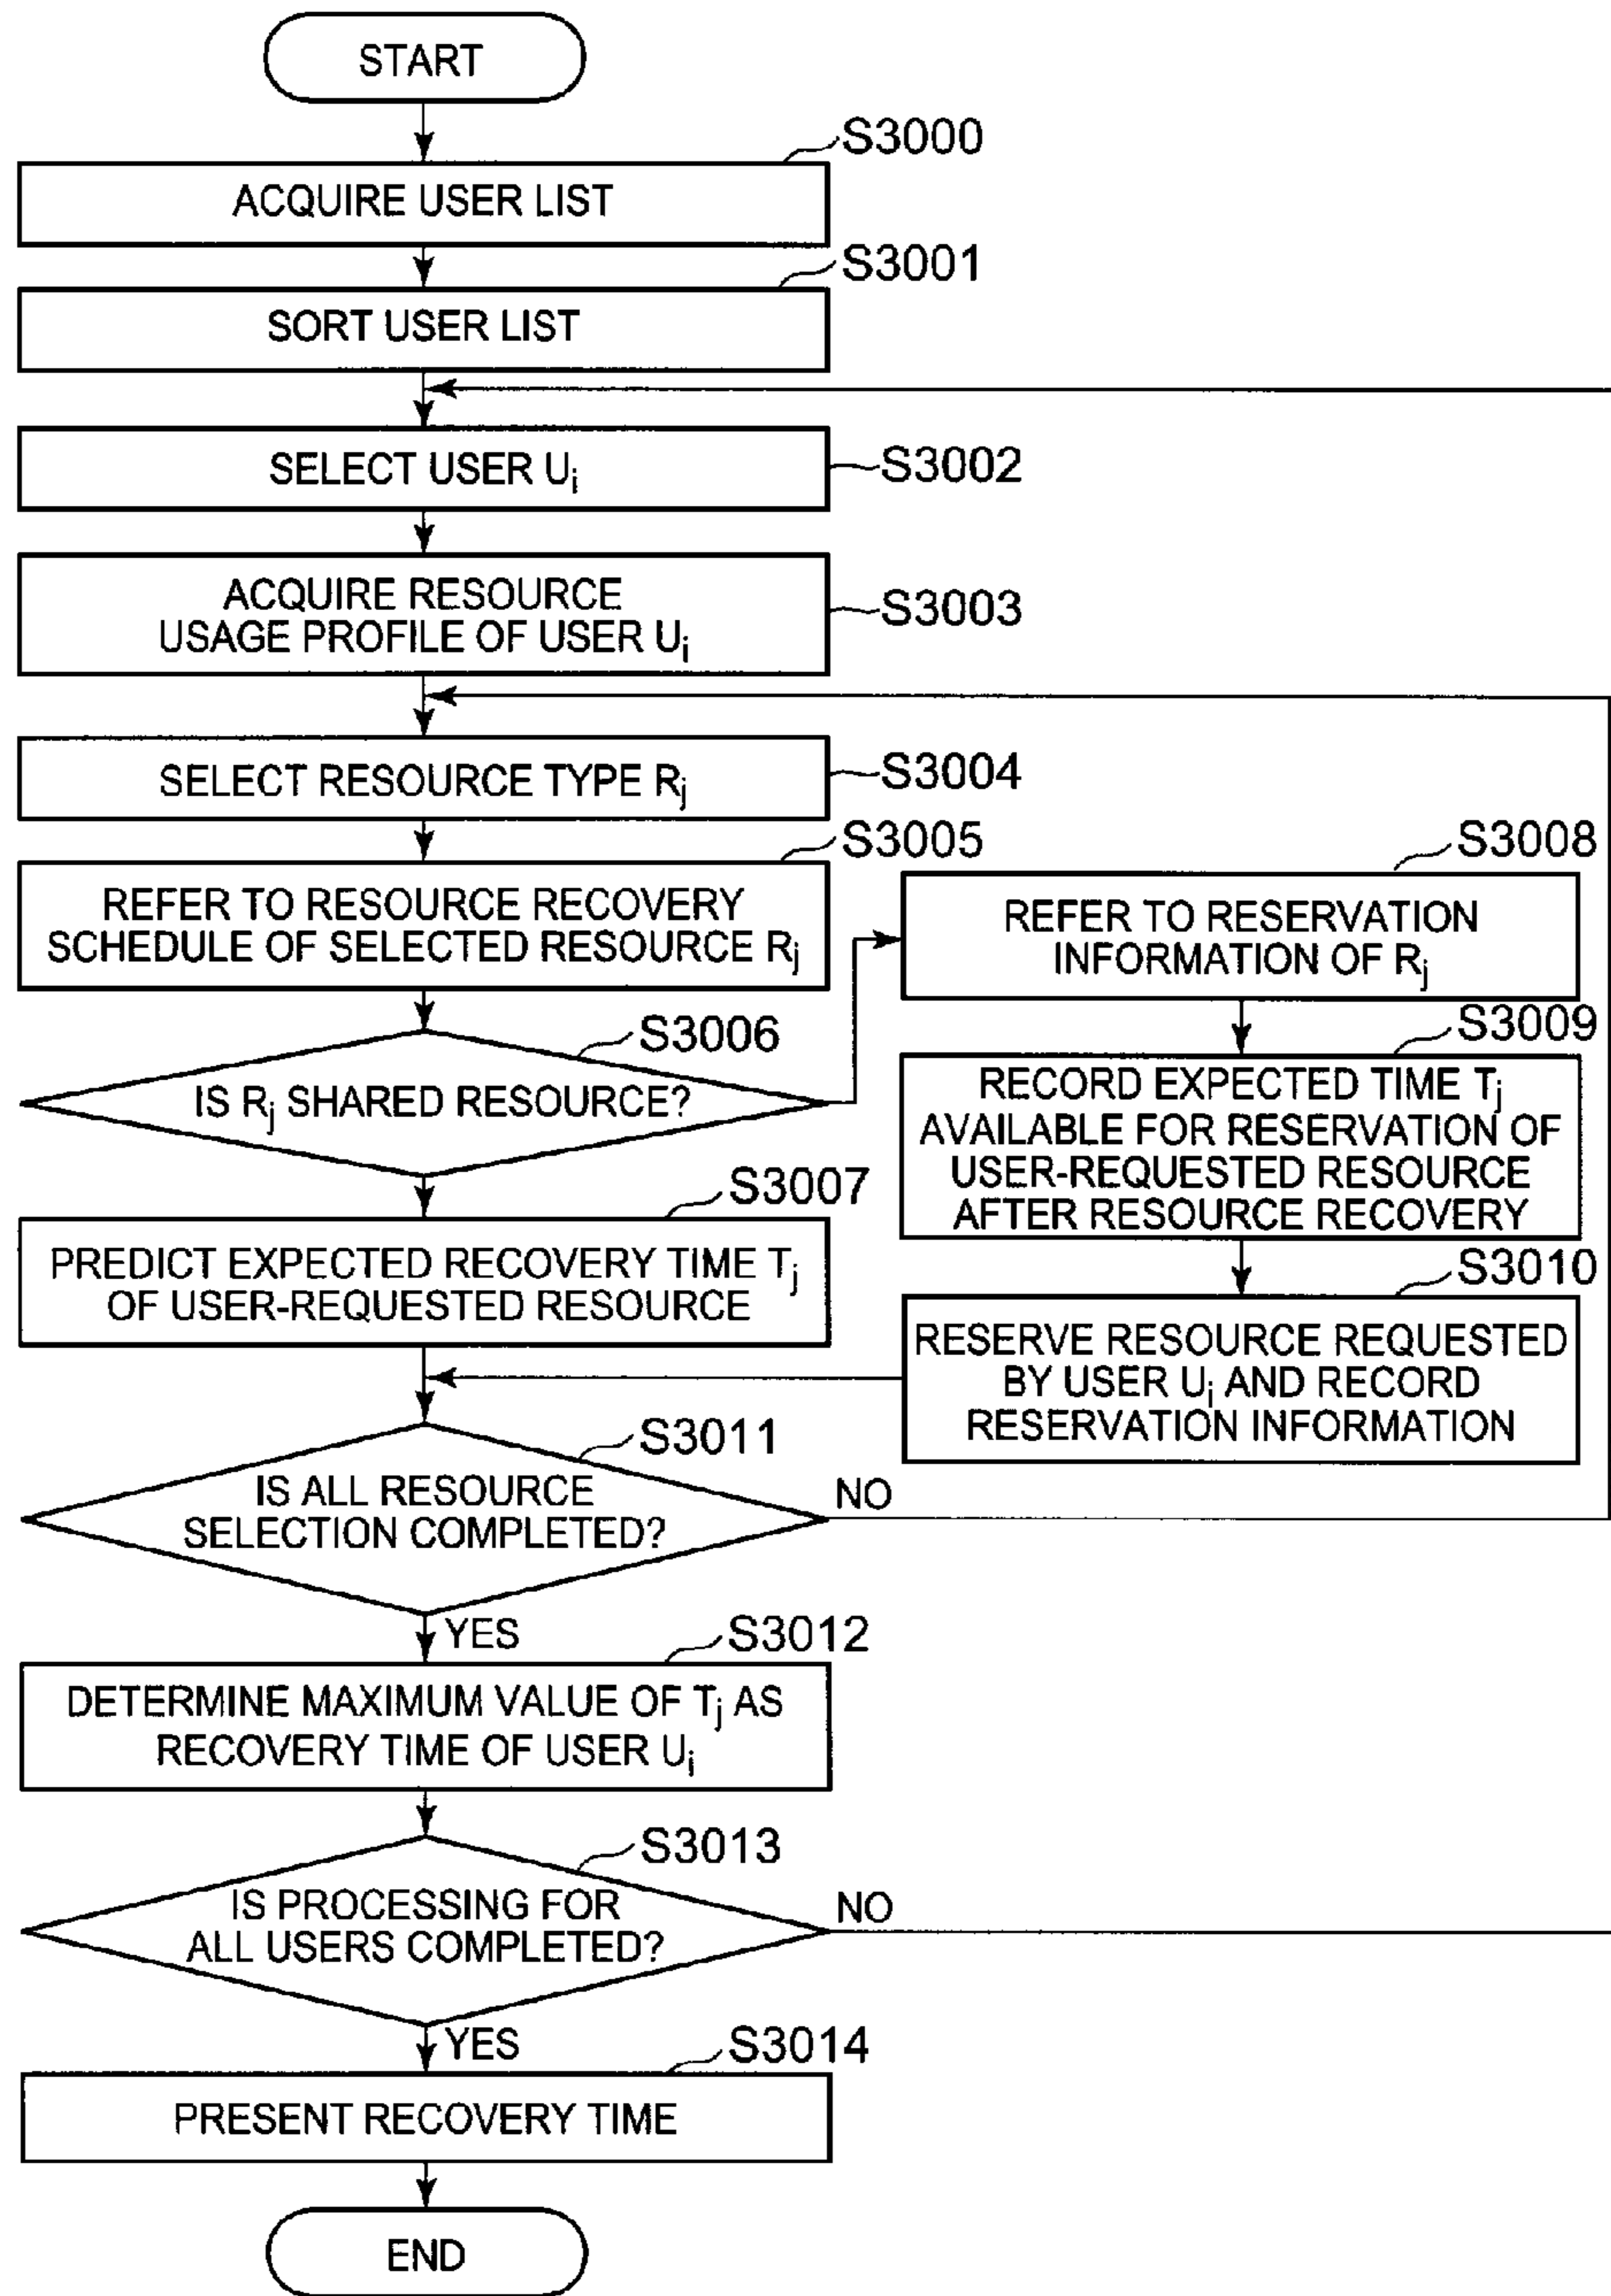 START
S3000
ACQUIRE USER LIST
S3001
SORT USER LIST
SELECT USER Ui
S3002
ACQUIRE RESOURCE
USAGE PROFILE OF USER Ui
S3003
SELECT RESOURCE TYPE Rj
S3004
S3005
REFER TO RESOURCE RECOVERY
SCHEDULE OF SELECTED RESOURCE Rj
S3006
IS Rj SHARED RESOURCE?
S3007
PREDICT EXPECTED RECOVERY TIME Tj
OF USER-REQUESTED RESOURCE
S3008
REFER TO RESERVATION
INFORMATION OF Rj
S3009
RECORD EXPECTED TIME Tj
AVAILABLE FOR RESERVATION OF
USER-REQUESTED RESOURCE
AFTER RESOURCE RECOVERY
S3010
RESERVE RESOURCE REQUESTED
BY USER Ui AND RECORD
RESERVATION INFORMATION
S3011
IS ALL RESOURCE
SELECTION COMPLETED?
NO
YES
S3012
DETERMINE MAXIMUM VALUE OF Tj AS
RECOVERY TIME OF USER Ui
S3013
IS PROCESSING FOR
ALL USERS COMPLETED?
NO
YES
S3014
PRESENT RECOVERY TIME
END